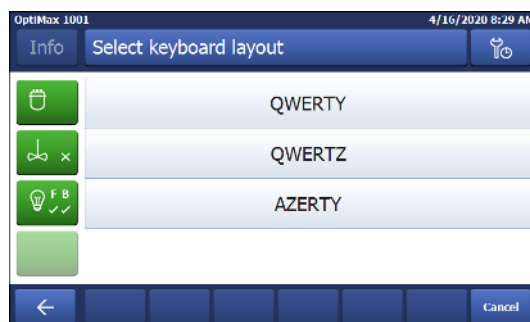 OptiMax 1001 4/16/2020 8:29 AM
Info Select keyboard layout
QWERTY
QWERTZ
F B
AZERTY
Cancel